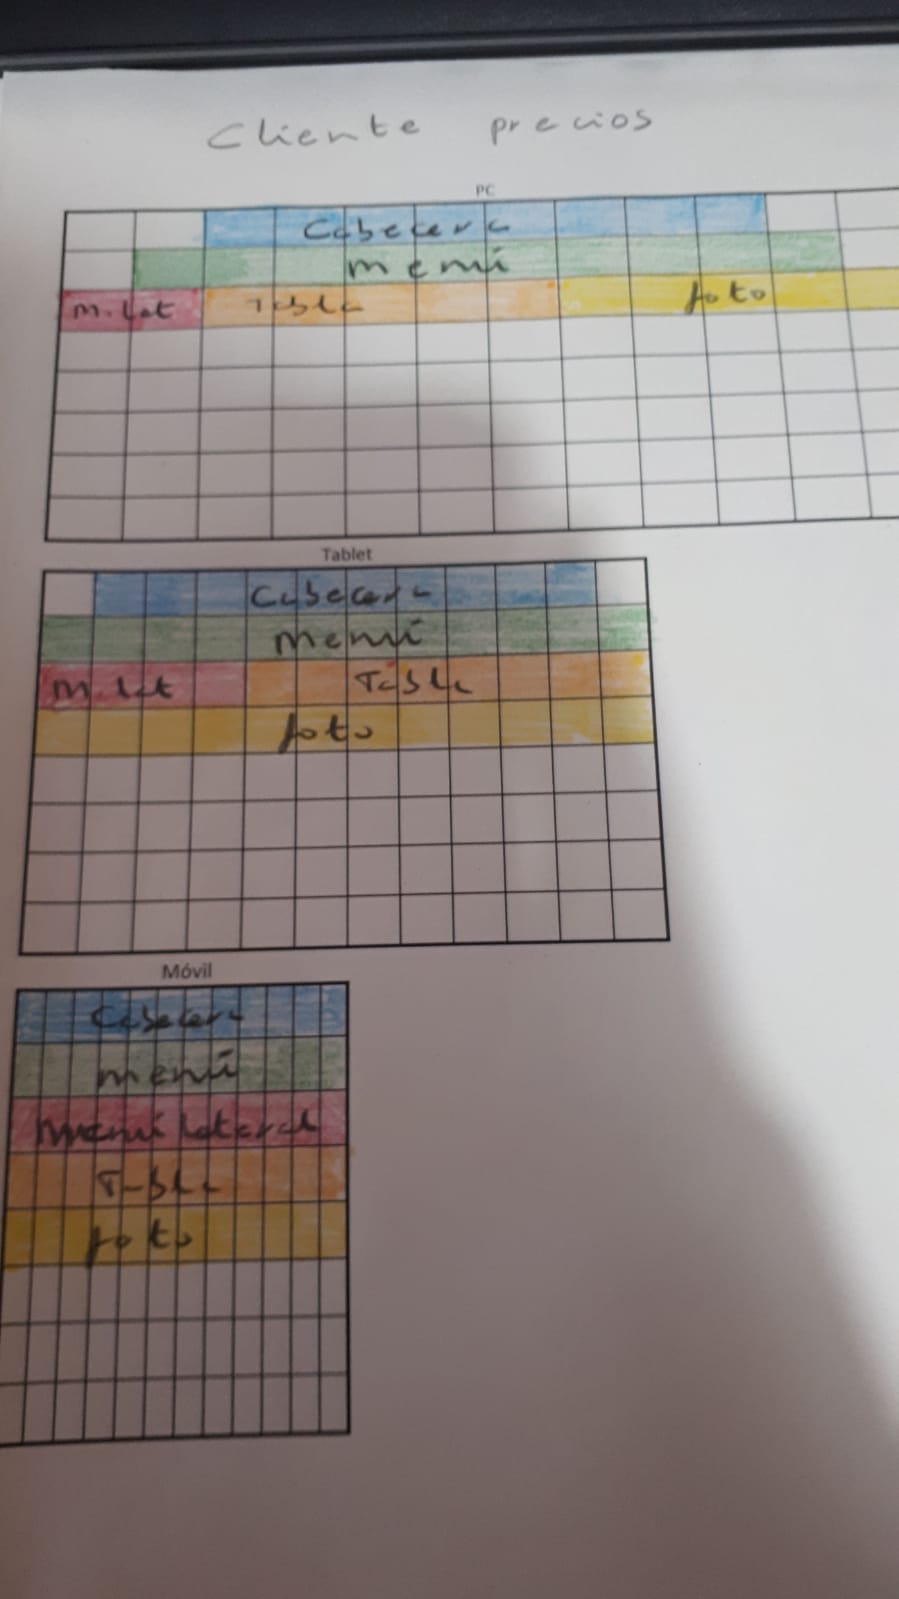 Cliente precios
PC
Cabecera
menú
m. lat Tabla foto
Tablet
Cabecera
Menú
m lat Tabla
foto
Móvil
Cabecera
menú
menú lateral
Tabla
foto